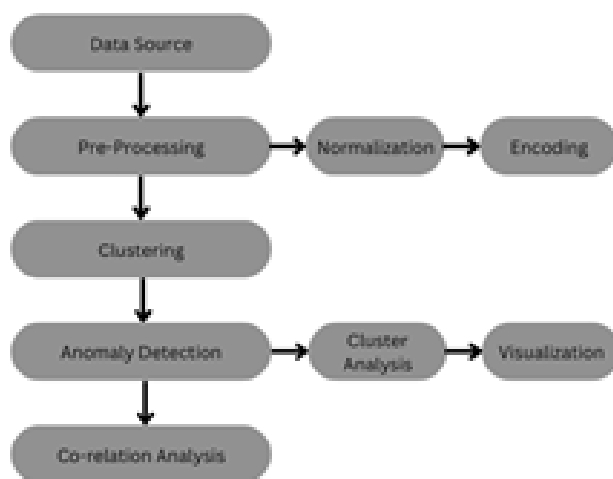 Data Source
Pre-Processing
Normalization
Encoding
Clustering
Anomaly Detection
Cluster
Analysis
Visualization
Co-relation Analysis